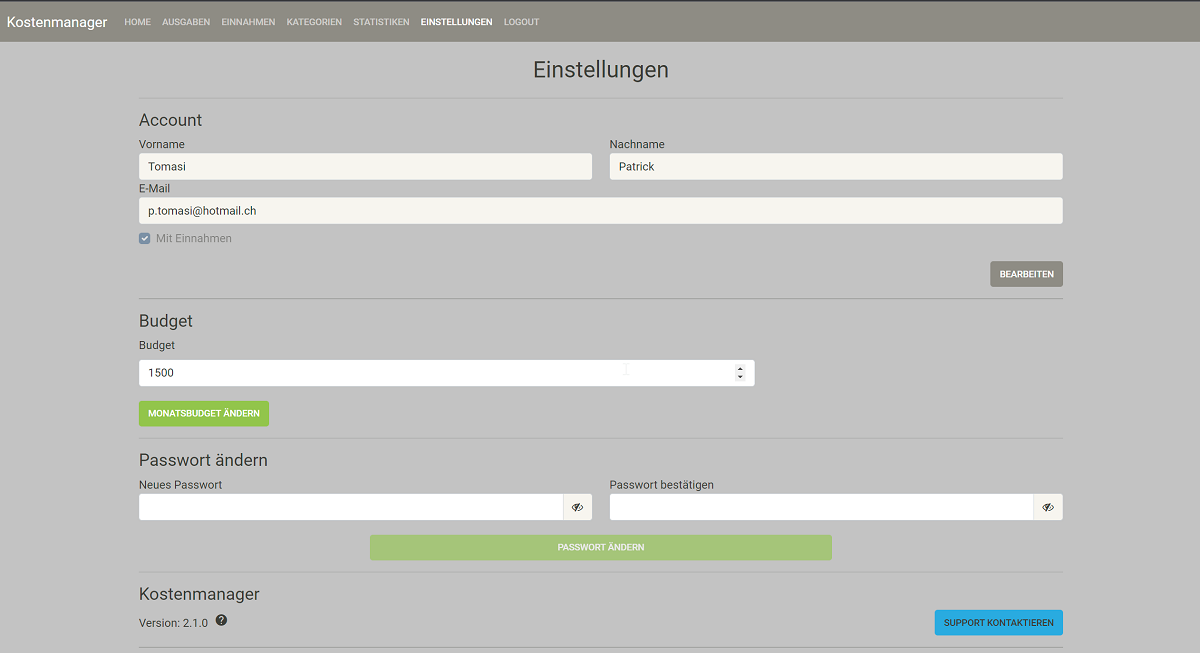 Kostenmanager HOME AUSGABEN EINNAHMEN KATEGORIEN STATISTIKEN EINSTELLUNGEN LOGOUT
Einstellungen
Account
Vorname Nachname
Tomasi Patrick
E-Mail
p.tomasi@hotmail.ch
Mit Einnahmen
BEARBEITEN
Budget
Budget
1500
MONATSBUDGET ÄNDERN
Passwort ändern
Neues Passwort Passwort bestätigen
PASSWORT ÄNDERN
Kostenmanager
Version: 2.1.0 ? SUPPORT KONTAKTIEREN